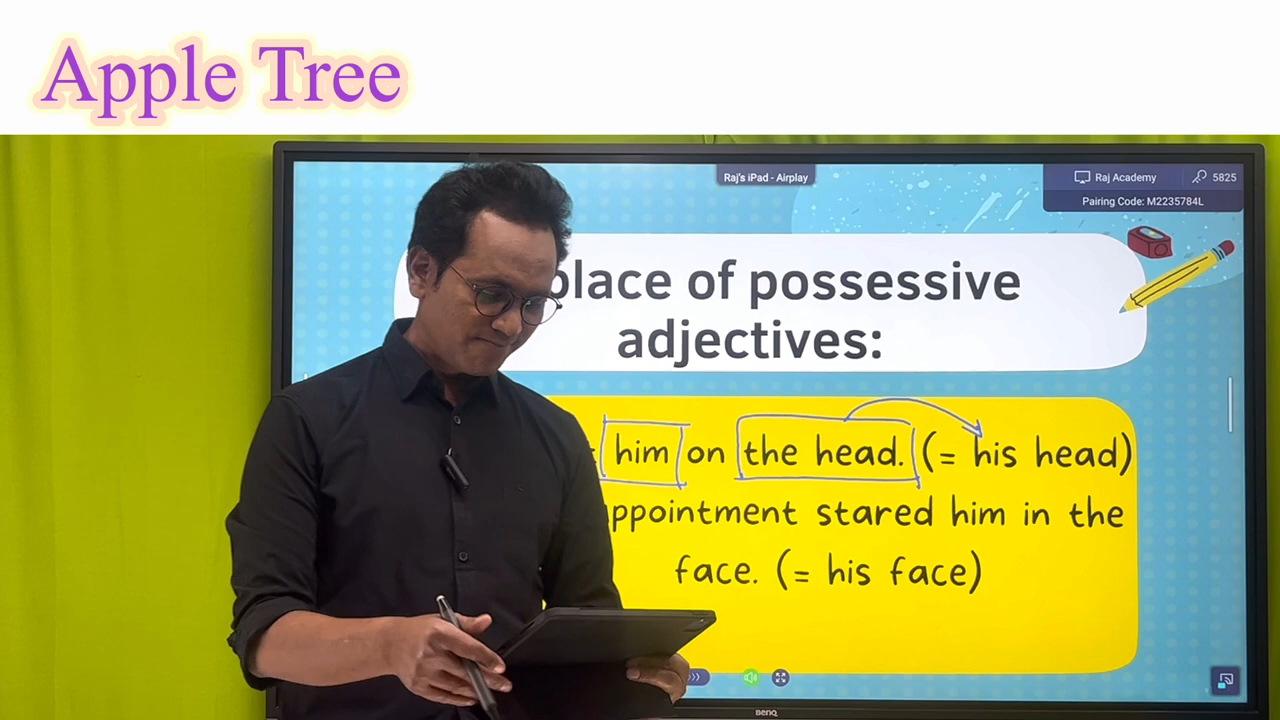 Apple Tree
Raj's iPad - Airplay
Raj Academy 5825
Pairing Code: M2235784L
place of possessive
adjectives:
him on the head. (= his head)
stared him in the
face. (= his face)
BenQ